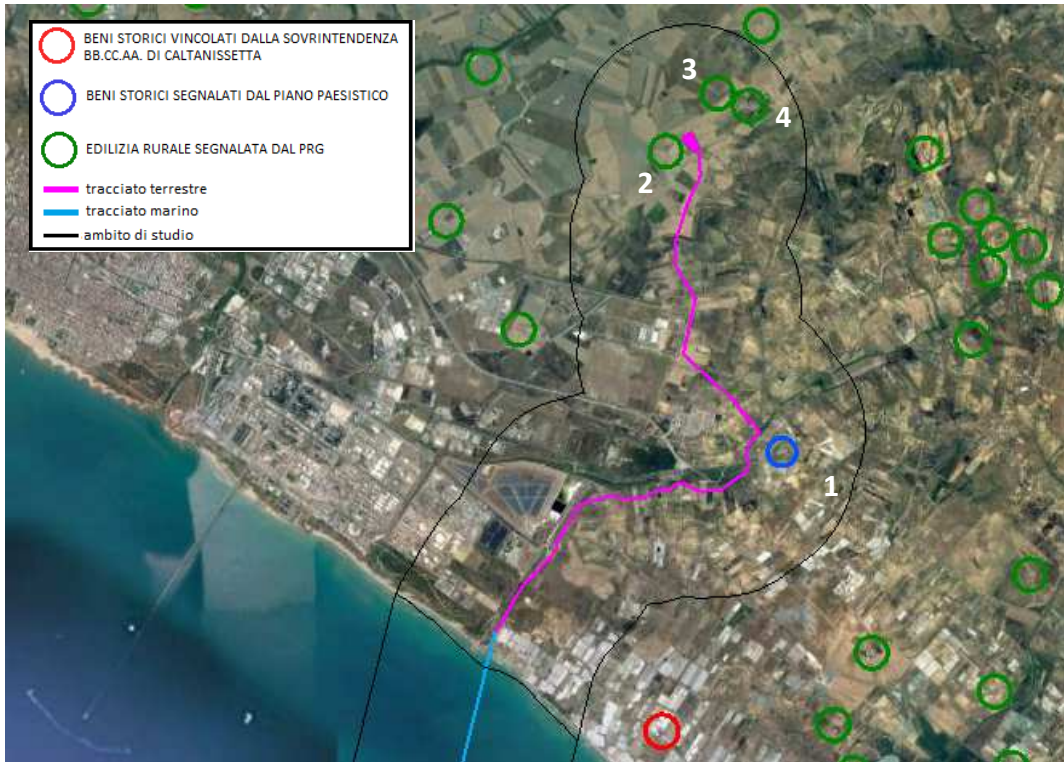 BENI STORICI VINCOLATI DALLA SOVRINTENDENZA
BB.CC.AA. DI CALTANISSETTA
BENI STORICI SEGNALATI DAL PIANO PAESISTICO
EDILIZIA RURALE SEGNALATA DAL PRG
tracciato terrestre
tracciato marino
ambito di studio
3
4
2
1